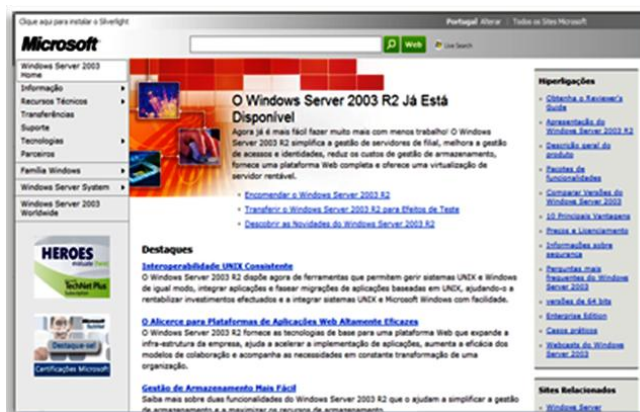 Clique aqui para instalar o Silverlight
Portugal Alterar | Todos os Sites Microsoft
Microsoft
Web
Live Search
Windows Server 2003
Home
Informação
Recursos Técnicos
Transferências
Suporte
Tecnologias
Parceiros
Família Windows
Windows Server System
Windows Server 2003
Worldwide
HEROES
TechNet Plus
Subscription
Microsoft
TechNet
Destaque-se!
Certificações Microsoft
O Windows Server 2003 R2 Já Está
Disponível
Agora já é mais fácil fazer muito mais com menos trabalho! O Windows
Server 2003 R2 simplifica a gestão de servidores de filial, melhora a gestão
de acessos e identidades, reduz os custos de gestão de armazenamento,
fornece uma plataforma Web completa e oferece uma virtualização de
servidor rentável.
Encomendar o Windows Server 2003 R2
Transferir o Windows Server 2003 R2 para Efeitos de Teste
Descobrir as Novidades do Windows Server 2003 R2
Destaques
Interoperabilidade UNIX Consistente
O Windows Server 2003 R2 dispõe agora de ferramentas que permitem gerir sistemas UNIX e Windows
de igual modo, integrar aplicações e fasear migrações de aplicações baseadas em UNIX, ajudando-o a
rentabilizar investimentos efectuados e a integrar sistemas UNIX e Microsoft Windows com facilidade.
O Alicerce para Plataformas de Aplicações Web Altamente Eficazes
O Windows Server 2003 R2 fornece as tecnologias de base para uma plataforma Web que expande a
infra-estrutura da empresa, ajuda a acelerar a implementação de aplicações, aumenta a eficácia dos
modelos de colaboração e acompanha as necessidades em constante transformação de uma
organização.
Gestão de Armazenamento Mais Fácil
Saiba mais sobre duas funcionalidades do Windows Server 2003 R2 que o ajudam a simplificar a gestão
de armazenamento e a maximizar os recursos de armazenamento.
Hiperligações
Obtenha o Reviewer's
Guide
Apresentação do
Windows Server 2003 R2
Descrição geral do
produto
Pacotes de
funcionalidades
Comparar Versões do
Windows Server 2003
10 Principais Vantagens
Preços e Licenciamento
Informações sobre
segurança
Perguntas mais
frequentes do Windows
Server 2003
versões de 64 bits
Enterprise Edition
Casos práticos
Webcasts do Windows
Server 2003
Sites Relacionados
Windows Server